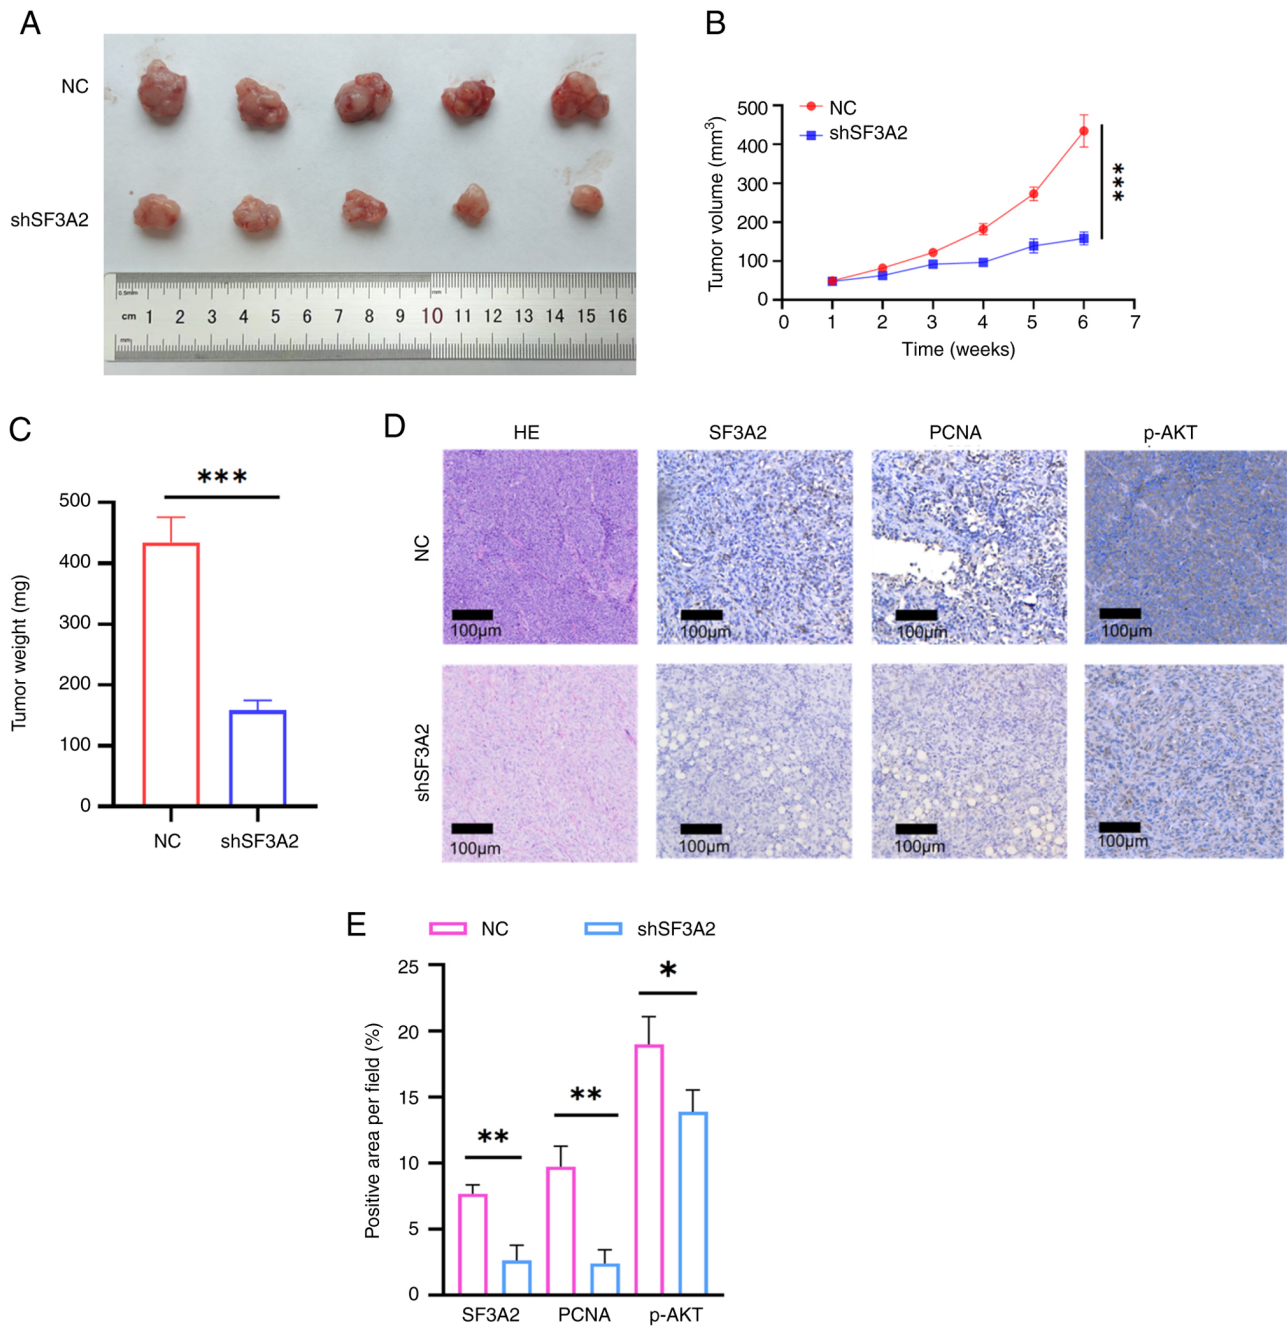 A
NC
shSF3A2
0.5mm
mm
cm 1 2 3 4 5 6 7 8 9 10 11 12 13 14 15 16
mm
B
NC
shSF3A2
Tumor volume (mm³)
500
400
300
200
100
0
0 1 2 3 4 5 6 7
Time (weeks)
***
C
***
Tumor weight (mg)
500
400
300
200
100
0
NC shSF3A2
D
HE SF3A2 PCNA p-AKT
NC
100μm 100μm 100μm 100μm
shSF3A2
100μm 100μm 100μm 100μm
E
NC shSF3A2
Positive area per field (%)
25
20
15
10
5
0
**
**
*
SF3A2 PCNA p-AKT